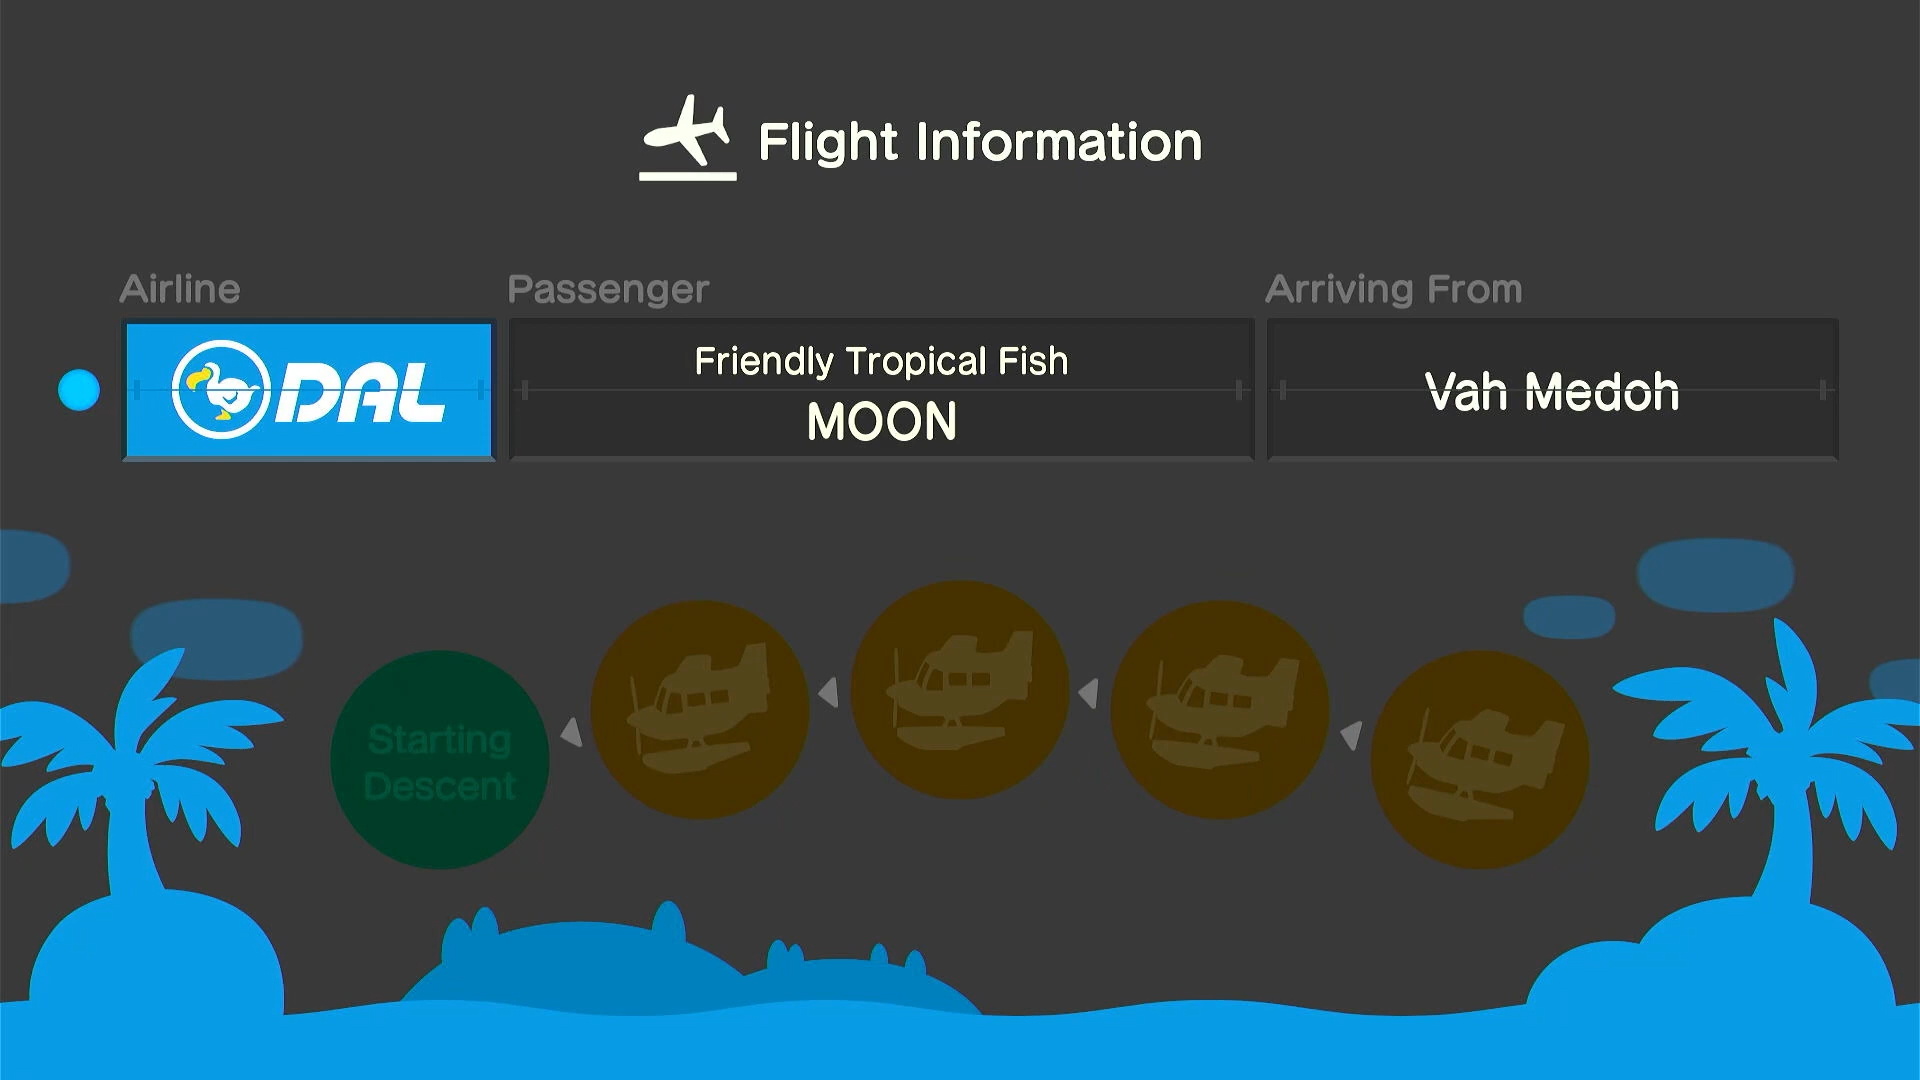 Flight Information
Airline
Passenger
Arriving From
DAL
Friendly Tropical Fish
MOON
Vah Medoh
Starting
Descent